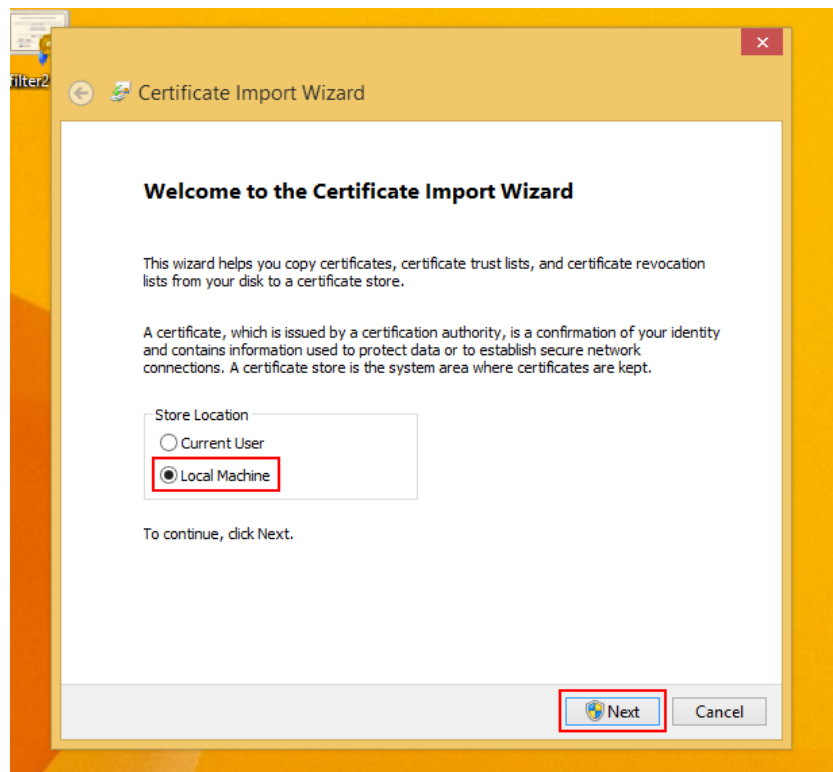 filter2
Certificate Import Wizard
Welcome to the Certificate Import Wizard
This wizard helps you copy certificates, certificate trust lists, and certificate revocation
lists from your disk to a certificate store.
A certificate, which is issued by a certification authority, is a confirmation of your identity
and contains information used to protect data or to establish secure network
connections. A certificate store is the system area where certificates are kept.
Store Location
Current User
Local Machine
To continue, click Next.
Next
Cancel